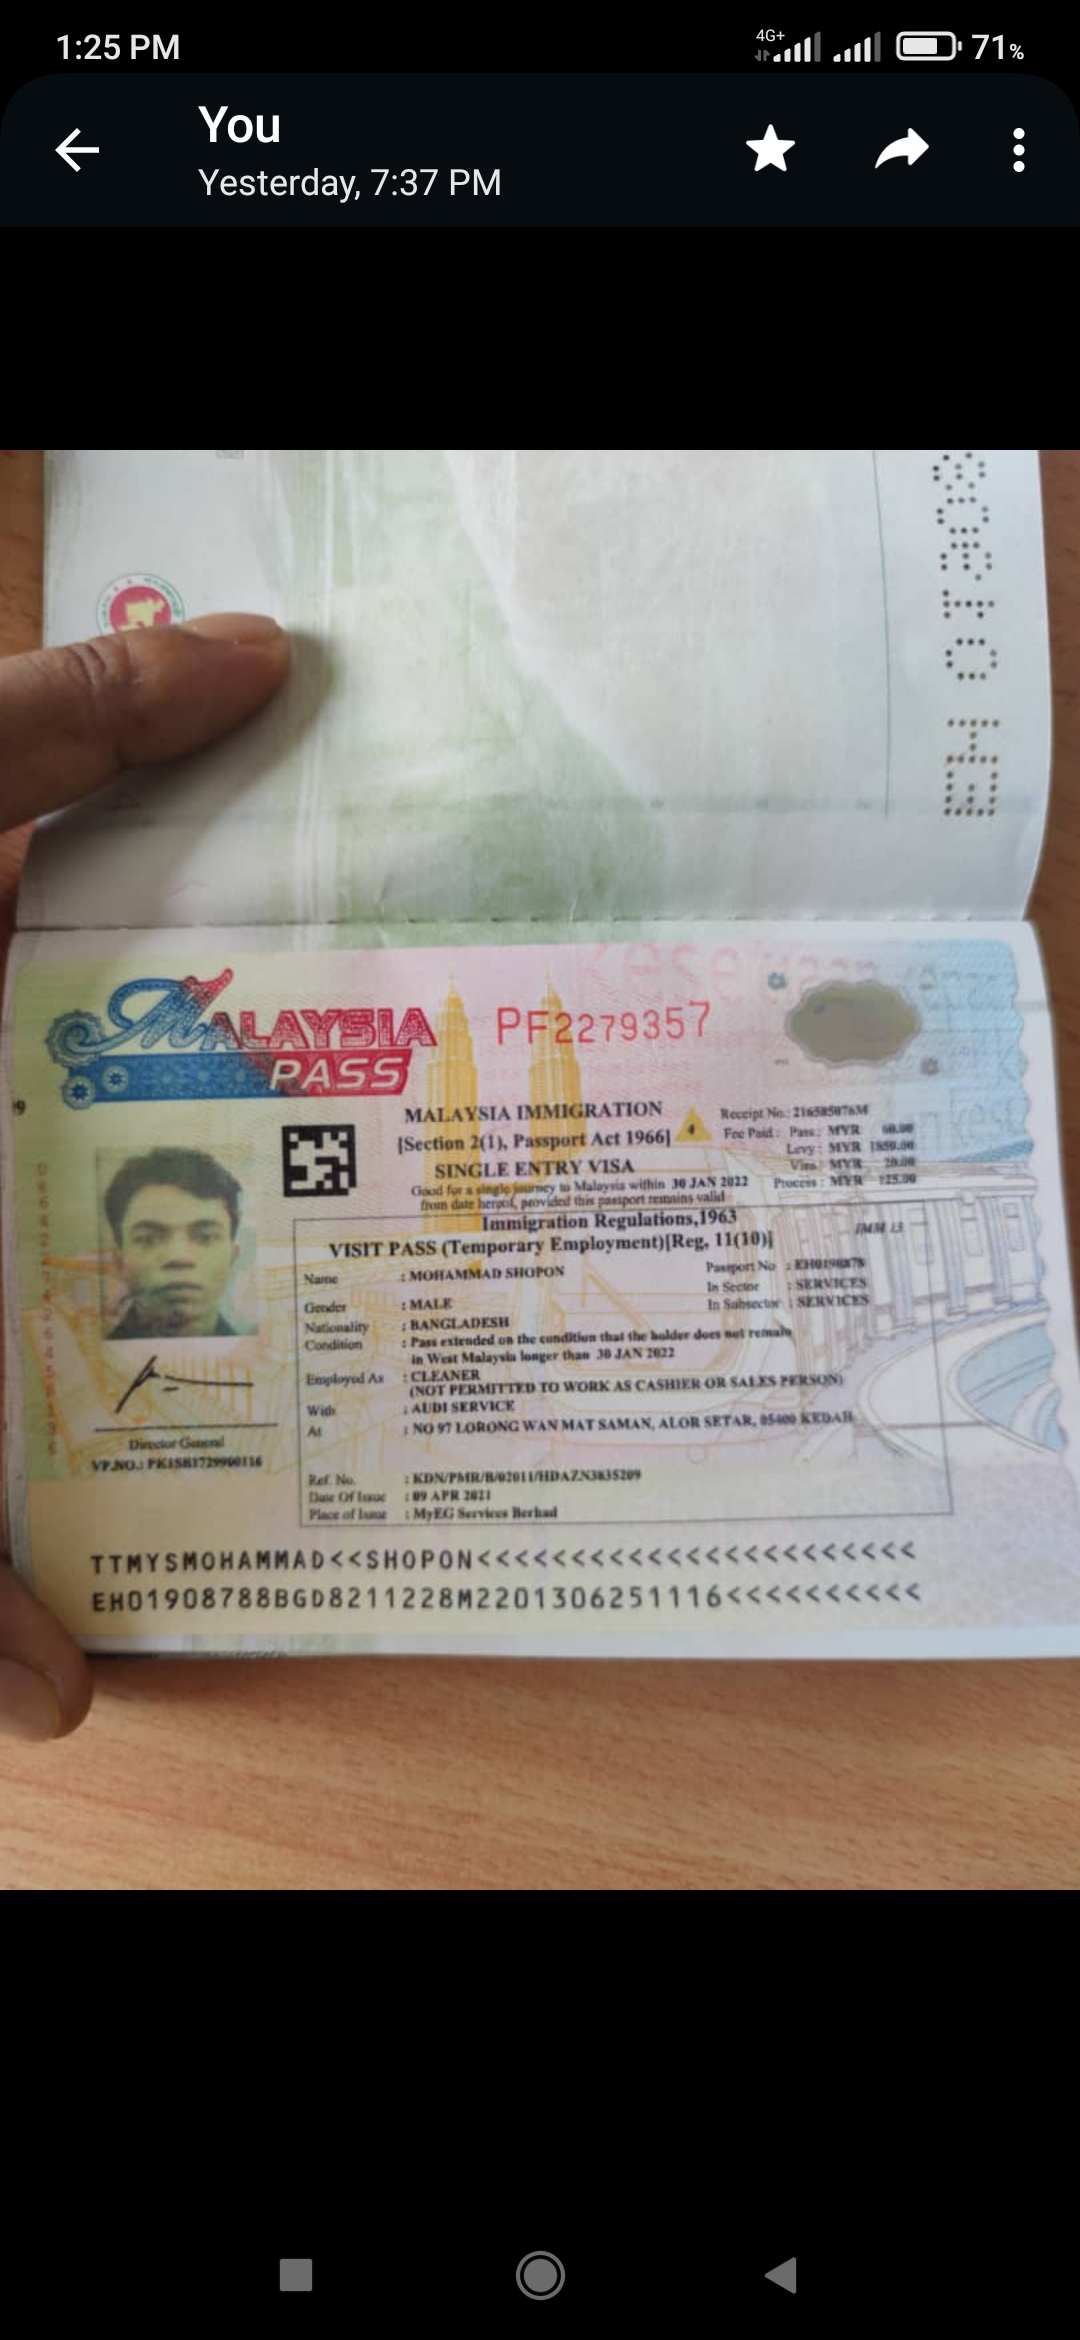 1:25 PM
4G+
71%
You
Yesterday, 7:37 PM
MALAYSIA
PASS
PF2279357
MALAYSIA IMMIGRATION
[Section 2(1), Passport Act 1966]
4
SINGLE ENTRY VISA
Good for a single journey to Malaysia within 30 JAN 2022
from date hereof, provided this passport remains valid
Receipt No.: 216585076M
Fee Paid : Pass : MYR 60.00
Levy : MYR 1850.00
Visa : MYR 20.00
Process : MYR 125.00
Immigration Regulations,1963
IMM 13
VISIT PASS (Temporary Employment)[Reg. 11(10)]
Name : MOHAMMAD SHOPON
Passport No : EH0190878
In Sector : SERVICES
Gender : MALE
In Subsector : SERVICES
Nationality : BANGLADESH
Condition : Pass extended on the condition that the holder does not remain
in West Malaysia longer than 30 JAN 2022
Employed As : CLEANER
(NOT PERMITTED TO WORK AS CASHIER OR SALES PERSON)
With : AUDI SERVICE
At : NO 97 LORONG WAN MAT SAMAN, ALOR SETAR, 05400 KEDAH
Director General
VP.NO.: PK1SH1729900116
Ref. No. : KDN/PMR/B/02011/HDAZN3835209
Date Of Issue : 09 APR 2021
Place of Issue : MyEG Services Berhad
TTMYSMOHAMMAD<<SHOPON<<<<<<<<<<<<<<<<<<<<<<<
EH01908788BGD8211228M2201306251116<<<<<<<<<<